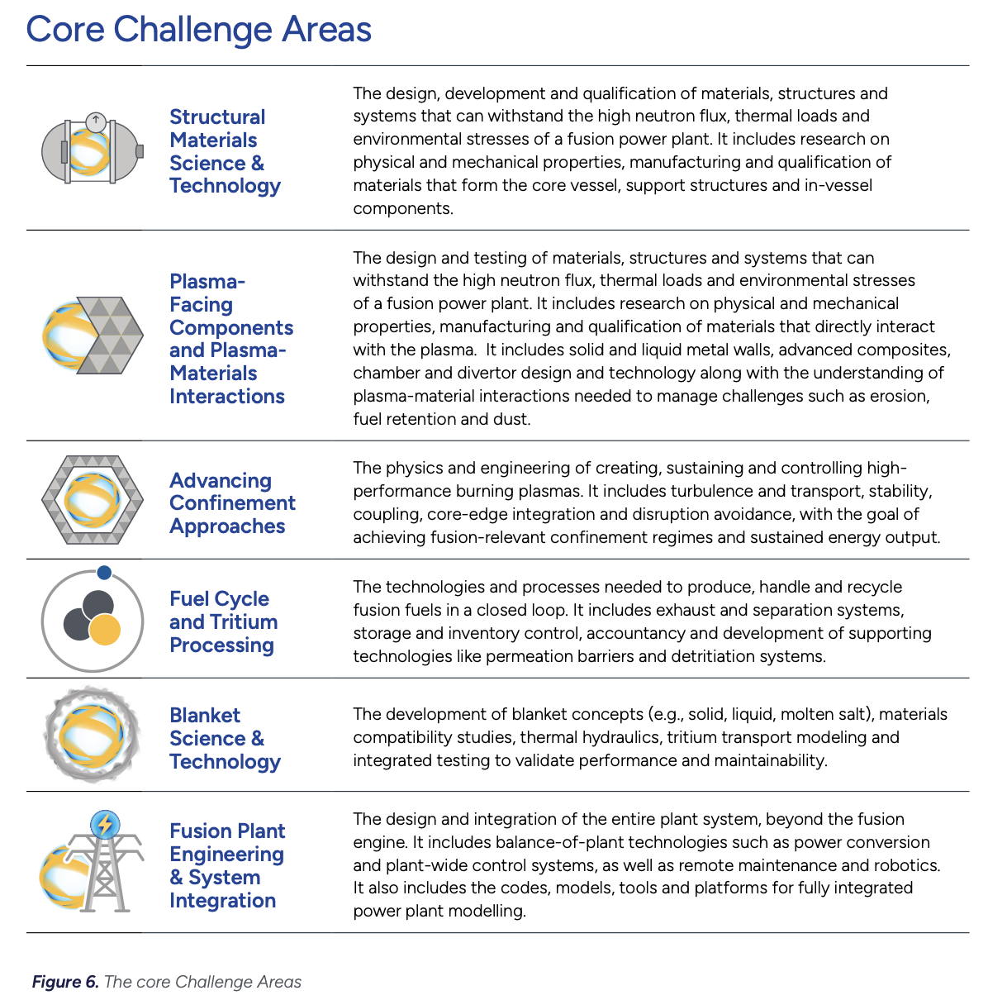 Core Challenge Areas
Structural
Materials
Science &
Technology
The design, development and qualification of materials, structures and
systems that can withstand the high neutron flux, thermal loads and
environmental stresses of a fusion power plant. It includes research on
physical and mechanical properties, manufacturing and qualification of
materials that form the core vessel, support structures and in-vessel
components.
Plasma-
Facing
Components
and Plasma-
Materials
Interactions
The design and testing of materials, structures and systems that can
withstand the high neutron flux, thermal loads and environmental stresses
of a fusion power plant. It includes research on physical and mechanical
properties, manufacturing and qualification of materials that directly interact
with the plasma.  It includes solid and liquid metal walls, advanced composites,
chamber and divertor design and technology along with the understanding of
plasma-material interactions needed to manage challenges such as erosion,
fuel retention and dust.
Advancing
Confinement
Approaches
The physics and engineering of creating, sustaining and controlling high-
performance burning plasmas. It includes turbulence and transport, stability,
coupling, core-edge integration and disruption avoidance, with the goal of
achieving fusion-relevant confinement regimes and sustained energy output.
Fuel Cycle
and Tritium
Processing
The technologies and processes needed to produce, handle and recycle
fusion fuels in a closed loop. It includes exhaust and separation systems,
storage and inventory control, accountancy and development of supporting
technologies like permeation barriers and detritiation systems.
Blanket
Science &
Technology
The development of blanket concepts (e.g., solid, liquid, molten salt), materials
compatibility studies, thermal hydraulics, tritium transport modeling and
integrated testing to validate performance and maintainability.
Fusion Plant
Engineering
& System
Integration
The design and integration of the entire plant system, beyond the fusion
engine. It includes balance-of-plant technologies such as power conversion
and plant-wide control systems, as well as remote maintenance and robotics.
It also includes the codes, models, tools and platforms for fully integrated
power plant modelling.
Figure 6. The core Challenge Areas